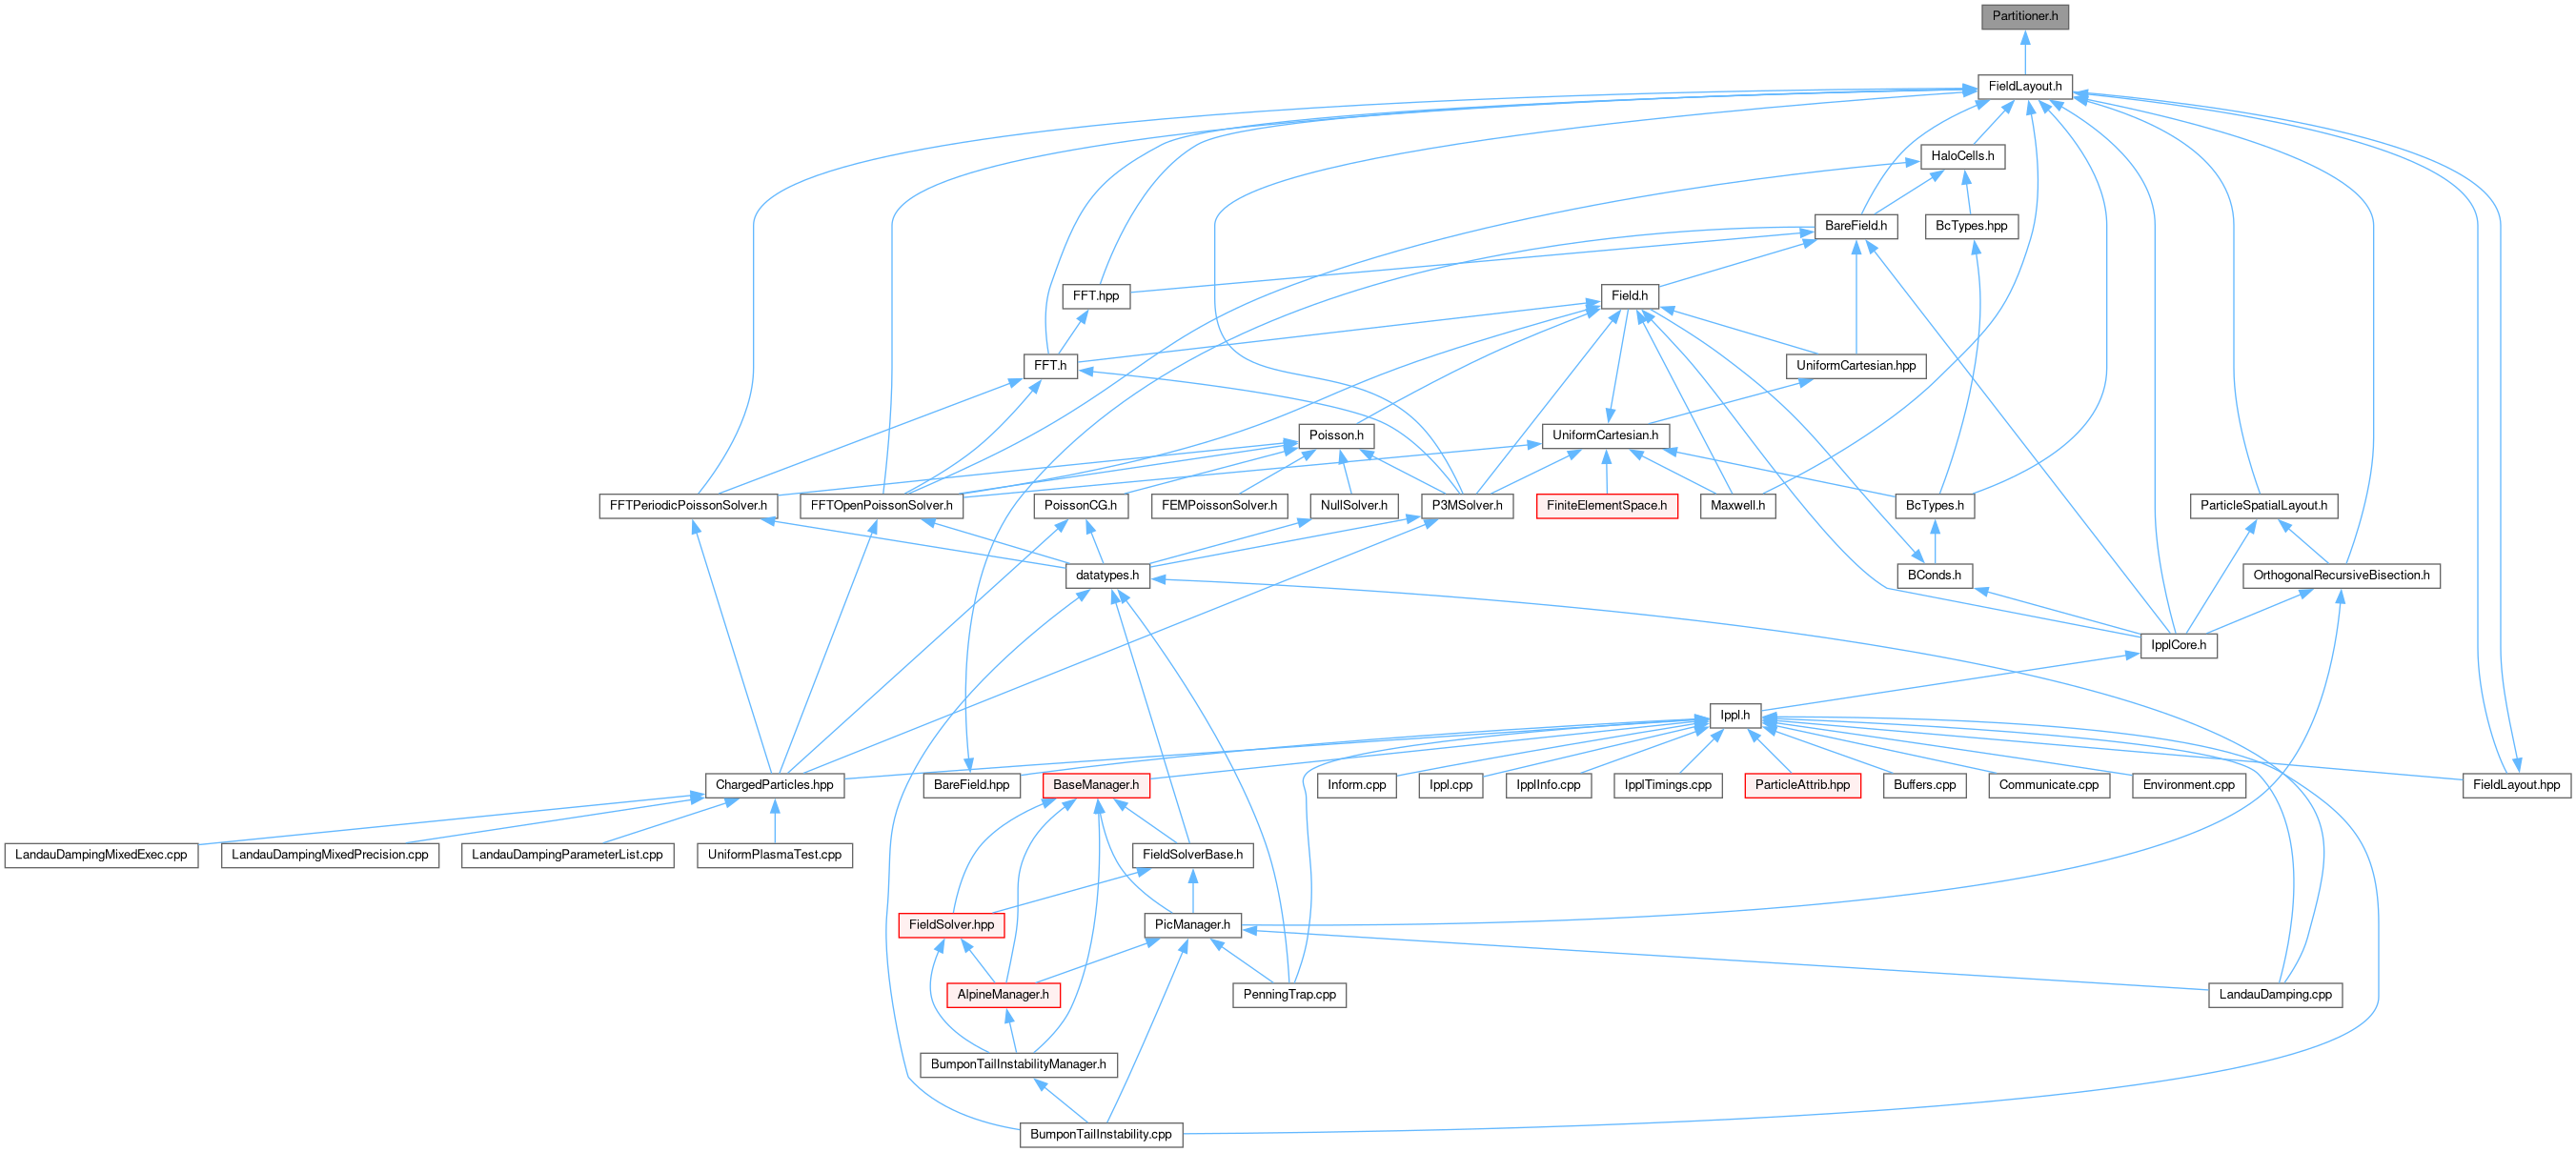 Partitioner.h
FieldLayout.h
HaloCells.h
BareField.h
BcTypes.hpp
FFT.hpp
Field.h
FFT.h
UniformCartesian.hpp
Poisson.h
UniformCartesian.h
FFTPeriodicPoissonSolver.h
FFTOpenPoissonSolver.h
PoissonCG.h
FEMPoissonSolver.h
NullSolver.h
P3MSolver.h
FiniteElementSpace.h
Maxwell.h
BcTypes.h
ParticleSpatialLayout.h
datatypes.h
BConds.h
OrthogonalRecursiveBisection.h
IpplCore.h
Ippl.h
ChargedParticles.hpp
BareField.hpp
BaseManager.h
Inform.cpp
Ippl.cpp
IpplInfo.cpp
IpplTimings.cpp
ParticleAttrib.hpp
Buffers.cpp
Communicate.cpp
Environment.cpp
FieldLayout.hpp
LandauDampingMixedExec.cpp
LandauDampingMixedPrecision.cpp
LandauDampingParameterList.cpp
UniformPlasmaTest.cpp
FieldSolverBase.h
FieldSolver.hpp
PicManager.h
AlpineManager.h
PenningTrap.cpp
LandauDamping.cpp
BumponTailInstabilityManager.h
BumponTailInstability.cpp